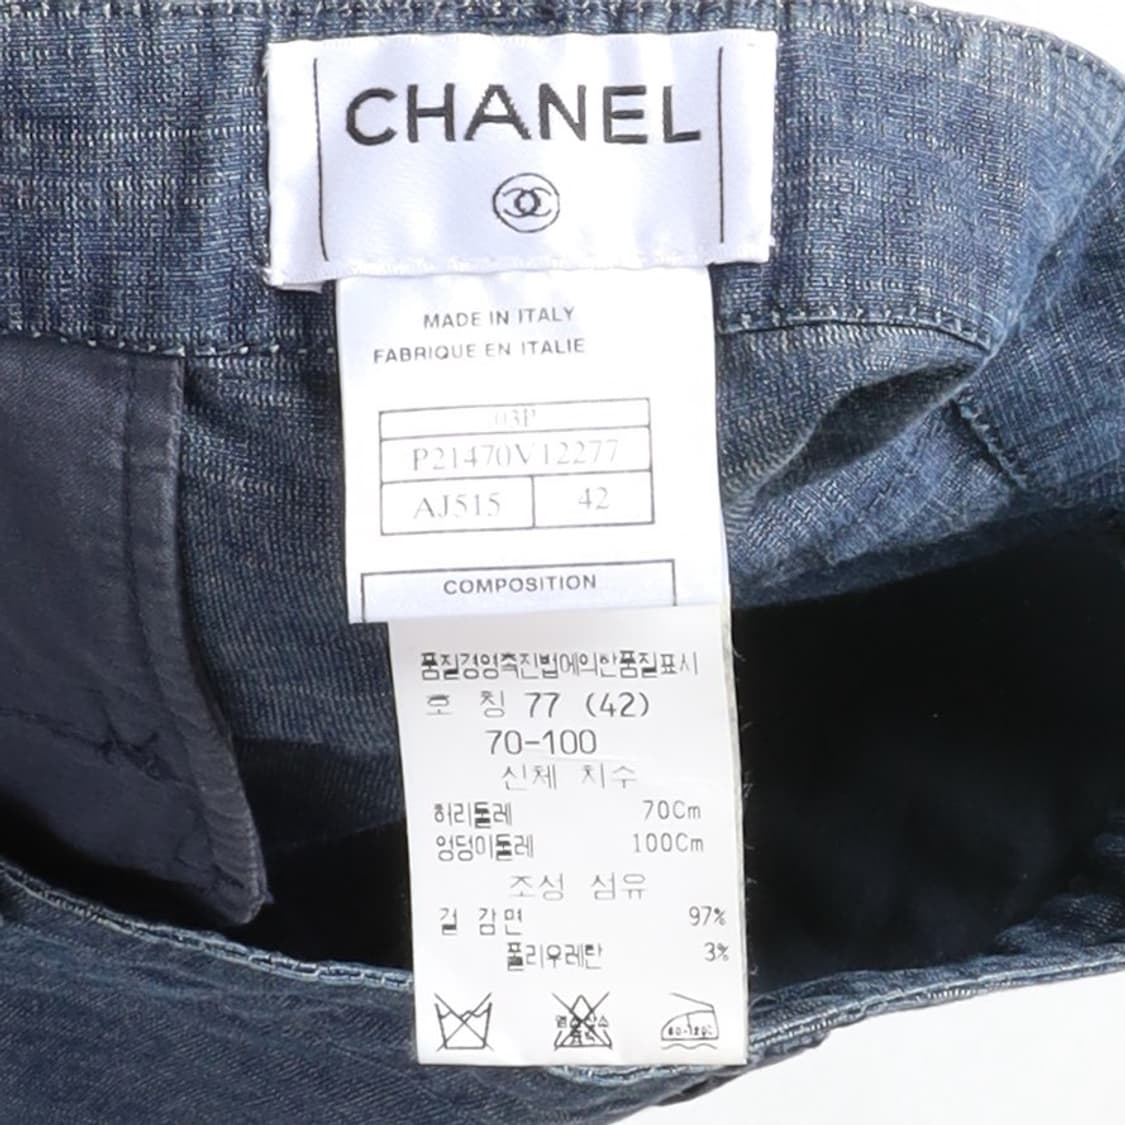 CHANEL
MADE IN ITALY
FABRIQUE EN ITALIE
03P
P21470V12277
AJ515 42
COMPOSITION
품질경영촉진법에의한품질표시
호 칭 77 (42)
70-100
신체 치수
허리둘레 70Cm
엉덩이둘레 100Cm
조성 섬유
겉 감면 97%
폴리우레탄 3%